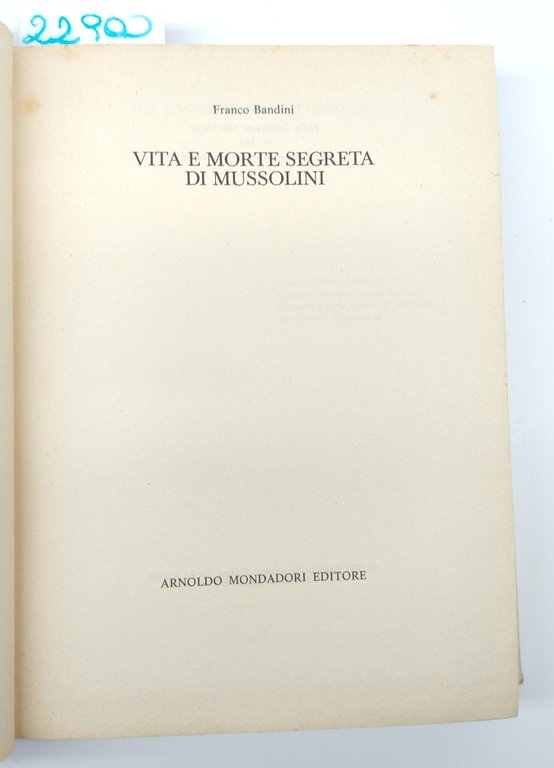 22900
Franco Bandini
VITA E MORTE SEGRETA
DI MUSSOLINI
ARNOLDO MONDADORI EDITORE